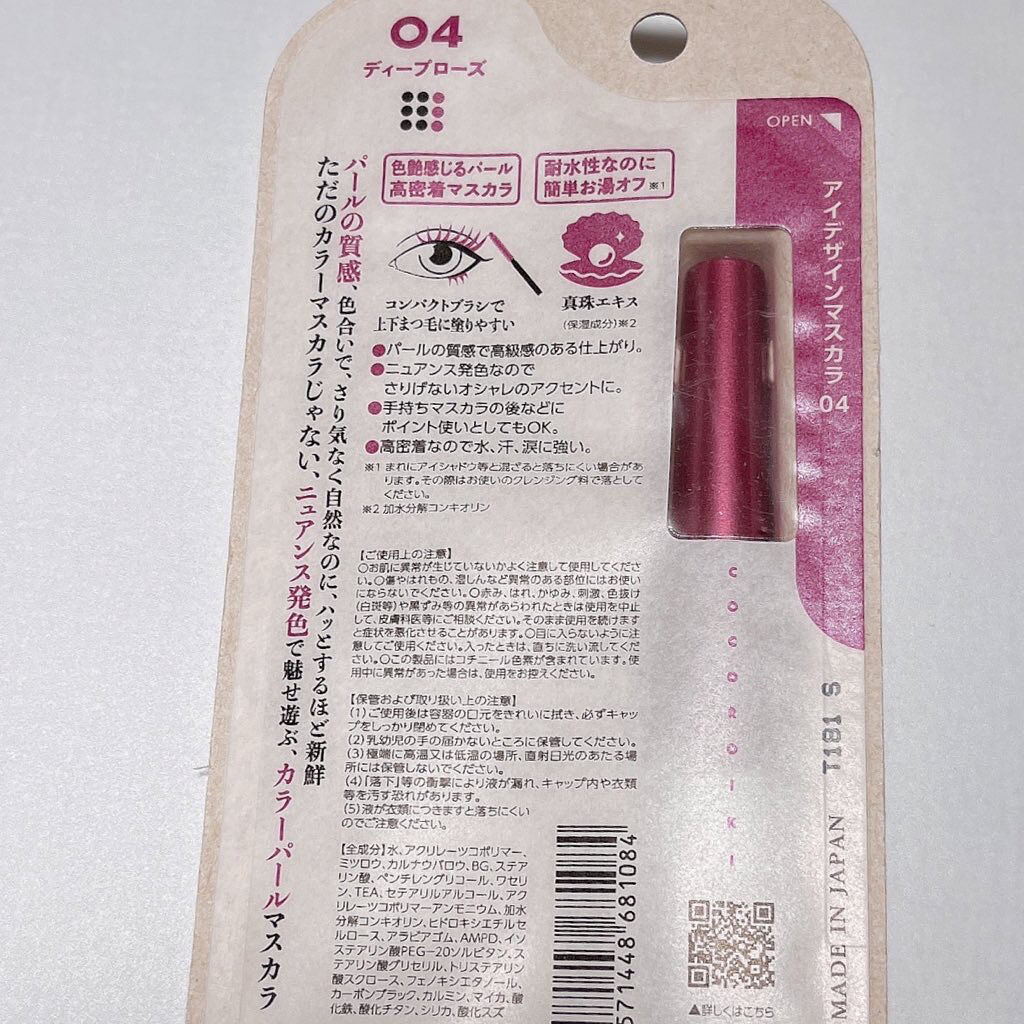 04
ディープローズ
OPEN
アイデザインマスカラ 04
パールの質感、色合いで、さり気なく自然なのに、ハッとするほど新鮮
ただのカラーマスカラじゃない、ニュアンス発色で魅せ遊ぶ、カラーパールマスカラ
色艶感じるパール
高密着マスカラ
耐水性なのに
簡単お湯オフ※1
コンパクトブラシで
上下まつ毛に塗りやすい
真珠エキス
(保湿成分)※2
●パールの質感で高級感のある仕上がり。
●ニュアンス発色なので
さりげないオシャレのアクセントに。
●手持ちマスカラの後などに
ポイント使いとしてもOK。
●高密着なので水、汗、涙に強い。
※1 まれにアイシャドウ等と混ざると落ちにくい場合があ
ります。その際はお使いのクレンジング料で落として
ください。
※2 加水分解コンキオリン
【ご使用上の注意】
○お肌に異常が生じていないかよく注意して使用してくださ
い。○傷やはれもの、湿しんなど異常のある部位にはお使い
にならないでください。○赤み、はれ、かゆみ、刺激、色抜け
(白斑等)や黒ずみ等の異常があらわれたときは使用を中止
して、皮膚科医等にご相談ください。そのまま使用を続けます
と症状を悪化させることがあります。○目に入らないように注
意してご使用ください。入ったときは、直ちに洗い流してくだ
さい。○この製品にはコチニール色素が含まれています。使
用中に異常があった場合は、使用をお控えください。
【保管および取り扱い上の注意】
(1)ご使用後は容器の口元をきれいに拭き、必ずキャッ
プをしっかり閉めてください。
(2)乳幼児の手の届かないところに保管してください。
(3)極端に高温又は低温の場所、直射日光のあたる場
所には保管しないでください。
(4)「落下」等の衝撃により液が漏れ、キャップ内や衣類
等を汚す恐れがあります。
(5)液が衣類につきますと落ちにくい
のでご注意ください。
【全成分】水、アクリレーツコポリマー、
ミツロウ、カルナウバロウ、BG、ステア
リン酸、ペンチレングリコール、ワセリ
ン、TEA、セテアリルアルコール、アク
リレーツコポリマーアンモニウム、加水
分解コンキオリン、ヒドロキシエチルセ
ルロース、アラビアゴム、AMPD、イソ
ステアリン酸PEG-20ソルビタン、ス
テアリン酸グリセリル、トリステアリン
酸スクロース、フェノキシエタノール、
カーボンブラック、カルミン、マイカ、酸
化鉄、酸化チタン、シリカ、酸化スズ
571448 681084
COCOROIKI
▲詳しくはこちら
MADE IN JAPAN T181 S